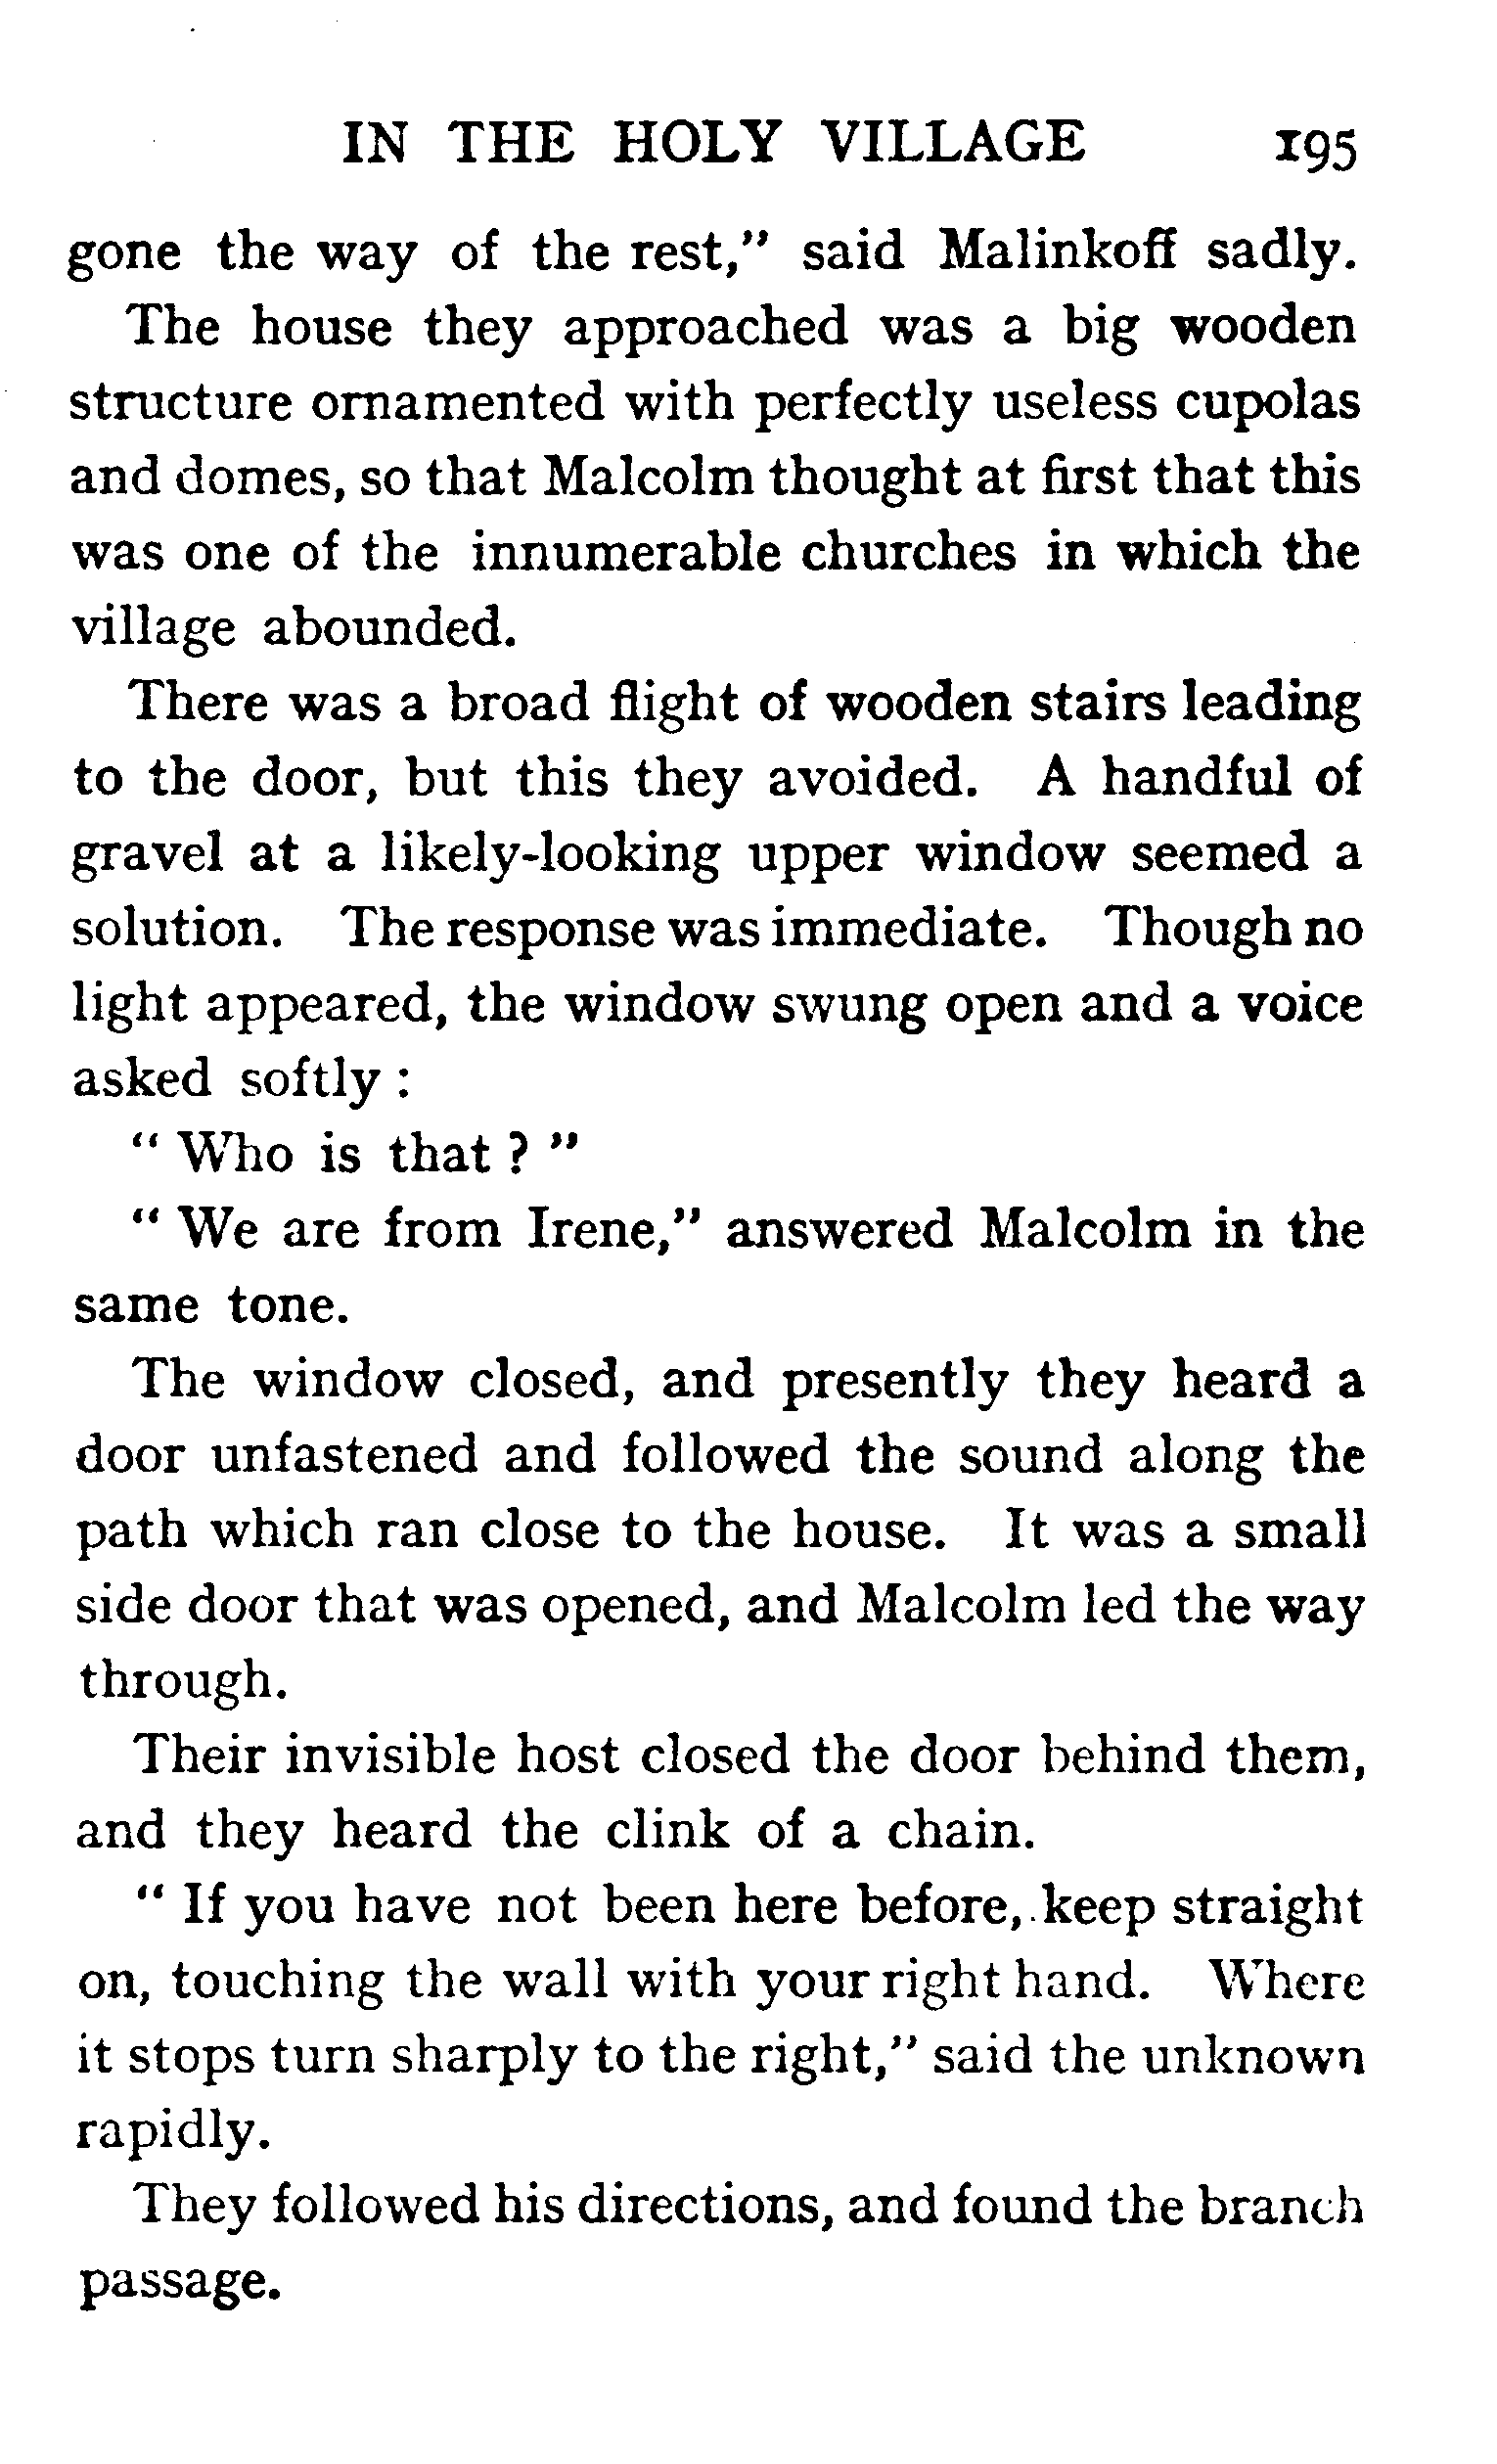 IN THE HOLY VILLAGE 195
gone the way of the rest,” said Malinkoff sadly.
The house they approached was a big wooden
structure ornamented with perfectly useless cupolas
and domes, so that Malcolm thought at first that this
was one of the innumerable churches in which the
village abounded.
There was a broad flight of wooden stairs leading
to the door, but this they avoided. A handful of
gravel at a likely-looking upper window seemed a
solution. The response was immediate. Though no
light appeared, the window swung open and a voice
asked softly :
“ Who is that ? ”
“ We are from Irene,” answered Malcolm in the
same tone.
The window closed, and presently they heard a
door unfastened and followed the sound along the
path which ran close to the house. It was a small
side door that was opened, and Malcolm led the way
through.
Their invisible host closed the door behind them,
and they heard the clink of a chain.
“ If you have not been here before, keep straight
on, touching the wall with your right hand. Where
it stops turn sharply to the right,” said the unknown
rapidly.
They followed his directions, and found the branch
passage.